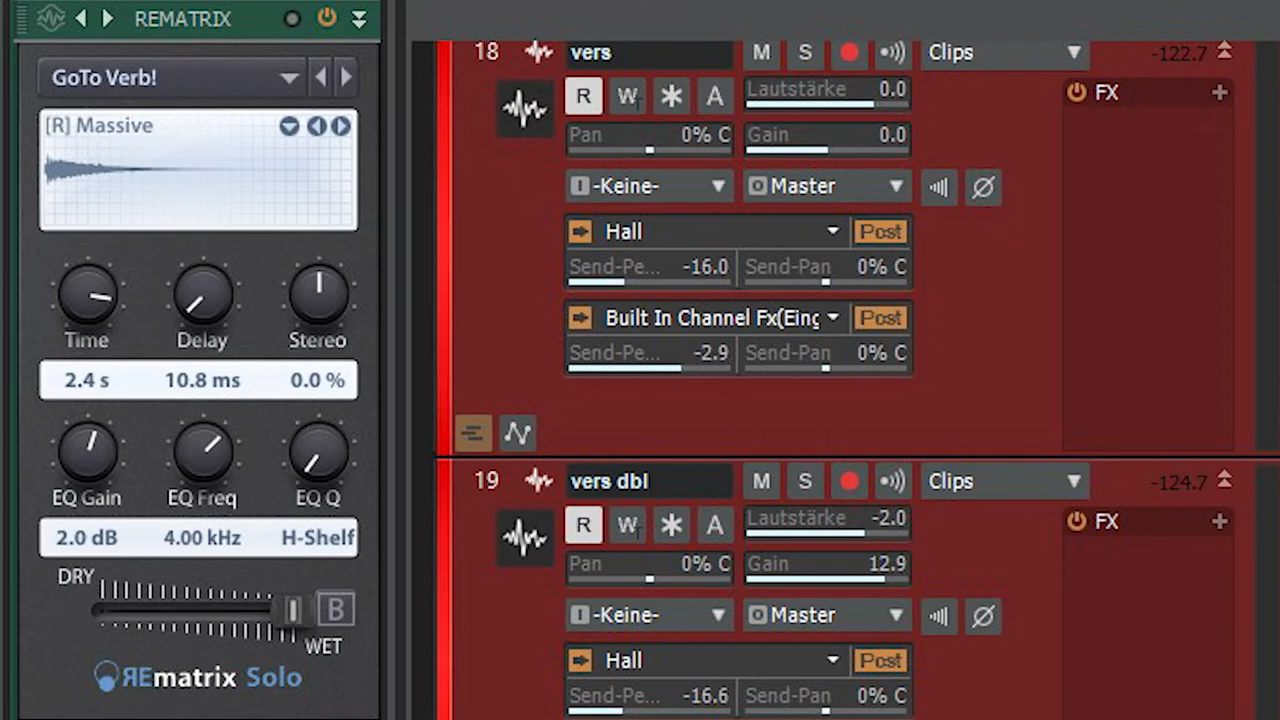 REMATRIX
GoTo Verb!
[R] Massive
Time Delay Stereo
2.4 s 10.8 ms 0.0 %
EQ Gain EQ Freq EQ Q
2.0 dB 4.00 kHz H-Shelf
DRY
B
WET
REmatrix Solo
18 vers M S Clips -122.7
R W A Lautstärke 0.0 FX +
Pan 0% C Gain 0.0
I -Keine- O Master
Hall Post
Send-Pe... -16.0 Send-Pan 0% C
Built In Channel Fx(Eing Post
Send-Pe... -2.9 Send-Pan 0% C
19 vers dbl M S Clips -124.7
R W A Lautstärke -2.0 FX +
Pan 0% C Gain 12.9
I -Keine- O Master
Hall Post
Send-Pe... -16.6 Send-Pan 0% C